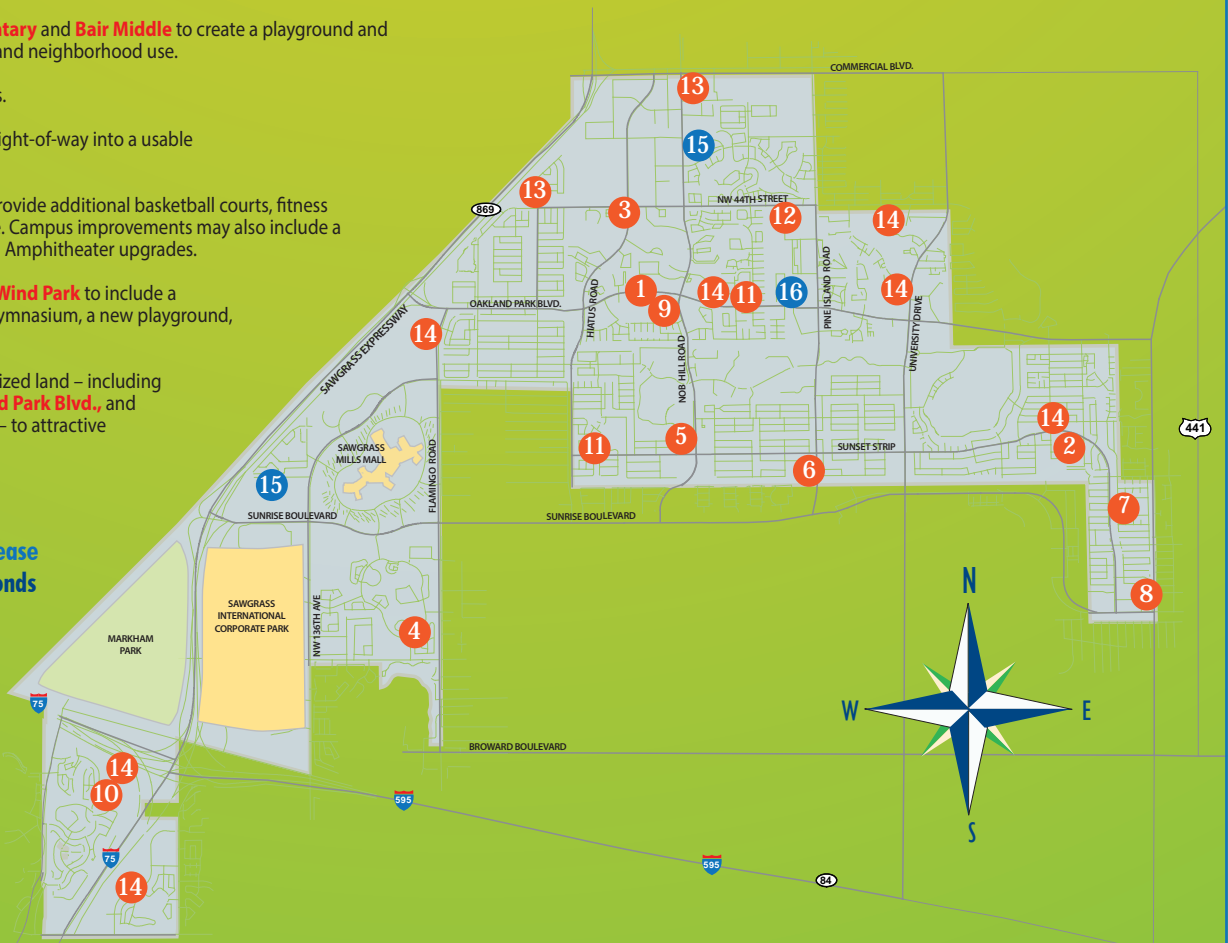 tary and Bair Middle to create a playground and
and neighborhood use.
s.
ight-of-way into a usable
rovide additional basketball courts, fitness
e. Campus improvements may also include a
Amphitheater upgrades.
Wind Park to include a
ymnasium, a new playground,
ized land – including
d Park Blvd., and
– to attractive
ease
onds
COMMERCIAL BLVD.
13
15
13
869
3
NW 44TH STREET
12
14
1
9
14
11
16
14
OAKLAND PARK BLVD.
HIATUS ROAD
NOB HILL ROAD
PINE ISLAND ROAD
UNIVERSITY DRIVE
SAWGRASS EXPRESSWAY
14
FLAMINGO ROAD
SAWGRASS
MILLS MALL
11
5
6
SUNSET STRIP
14
2
441
15
SUNRISE BOULEVARD
SUNRISE BOULEVARD
7
8
SAWGRASS
INTERNATIONAL
CORPORATE PARK
NW 136TH AVE
4
MARKHAM
PARK
75
BROWARD BOULEVARD
14
10
595
75
14
595
84
N
W
E
S